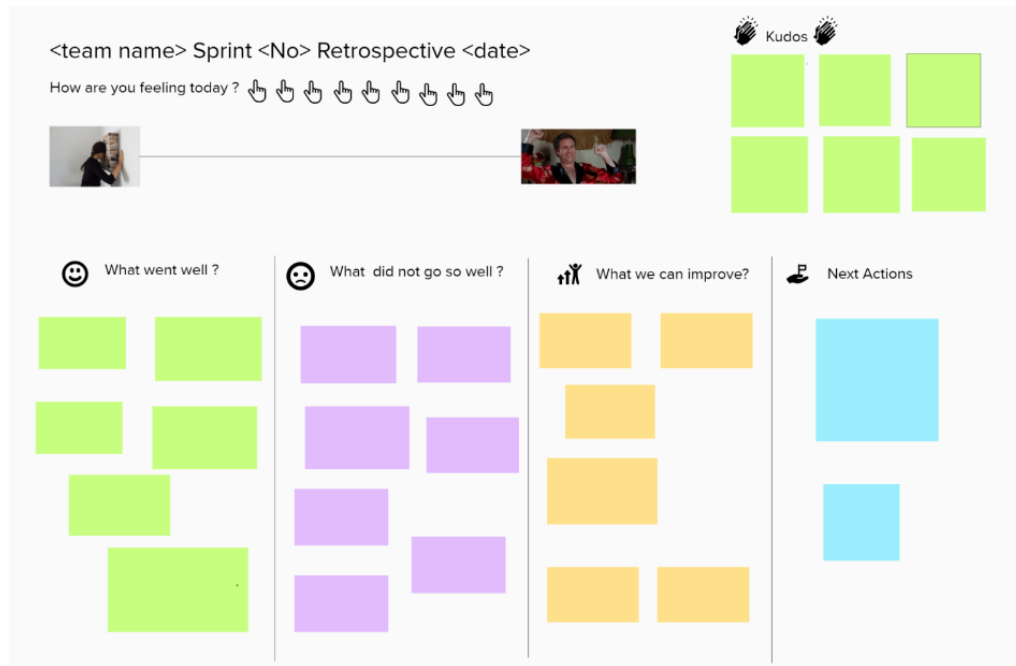 <team name> Sprint <No> Retrospective <date>
How are you feeling today ?
Kudos
What went well ?
What did not go so well ?
What we can improve?
Next Actions